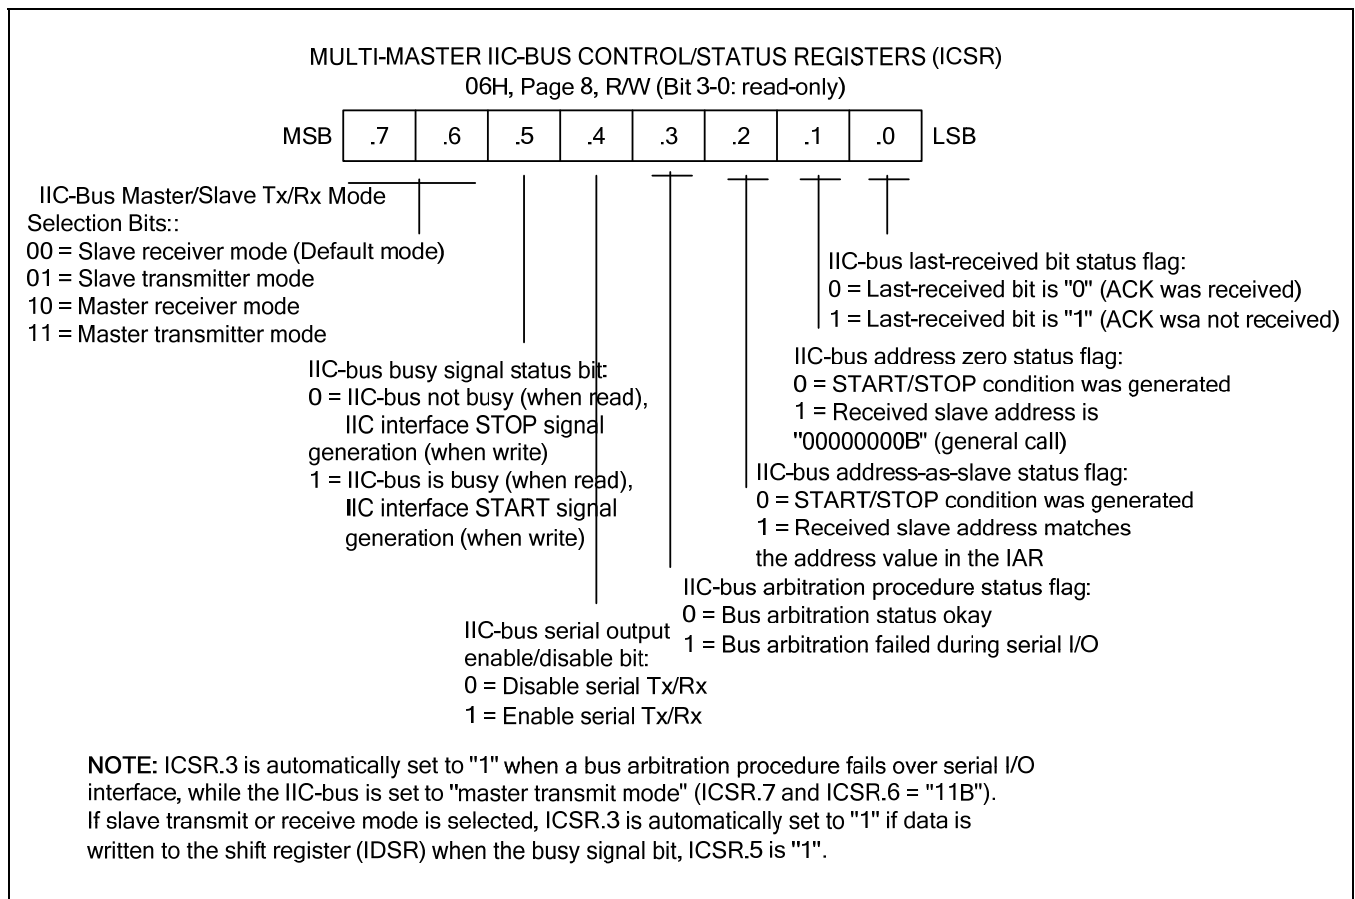 MULTI-MASTER IIC-BUS CONTROL/STATUS REGISTERS (ICSR)
06H, Page 8, R/W (Bit 3-0: read-only)
MSB .7 .6 .5 .4 .3 .2 .1 .0 LSB
IIC-Bus Master/Slave Tx/Rx Mode
Selection Bits::
00 = Slave receiver mode (Default mode)
01 = Slave transmitter mode
10 = Master receiver mode
11 = Master transmitter mode
IIC-bus last-received bit status flag:
0 = Last-received bit is "0" (ACK was received)
1 = Last-received bit is "1" (ACK wsa not received)
IIC-bus address zero status flag:
0 = START/STOP condition was generated
1 = Received slave address is
"00000000B" (general call)
IIC-bus busy signal status bit:
0 = IIC-bus not busy (when read),
IIC interface STOP signal
generation (when write)
1 = IIC-bus is busy (when read),
IIC interface START signal
generation (when write)
IIC-bus address-as-slave status flag:
0 = START/STOP condition was generated
1 = Received slave address matches
the address value in the IAR
IIC-bus arbitration procedure status flag:
0 = Bus arbitration status okay
1 = Bus arbitration failed during serial I/O
IIC-bus serial output
enable/disable bit:
0 = Disable serial Tx/Rx
1 = Enable serial Tx/Rx
NOTE: ICSR.3 is automatically set to "1" when a bus arbitration procedure fails over serial I/O
interface, while the IIC-bus is set to "master transmit mode" (ICSR.7 and ICSR.6 = "11B").
If slave transmit or receive mode is selected, ICSR.3 is automatically set to "1" if data is
written to the shift register (IDSR) when the busy signal bit, ICSR.5 is "1".